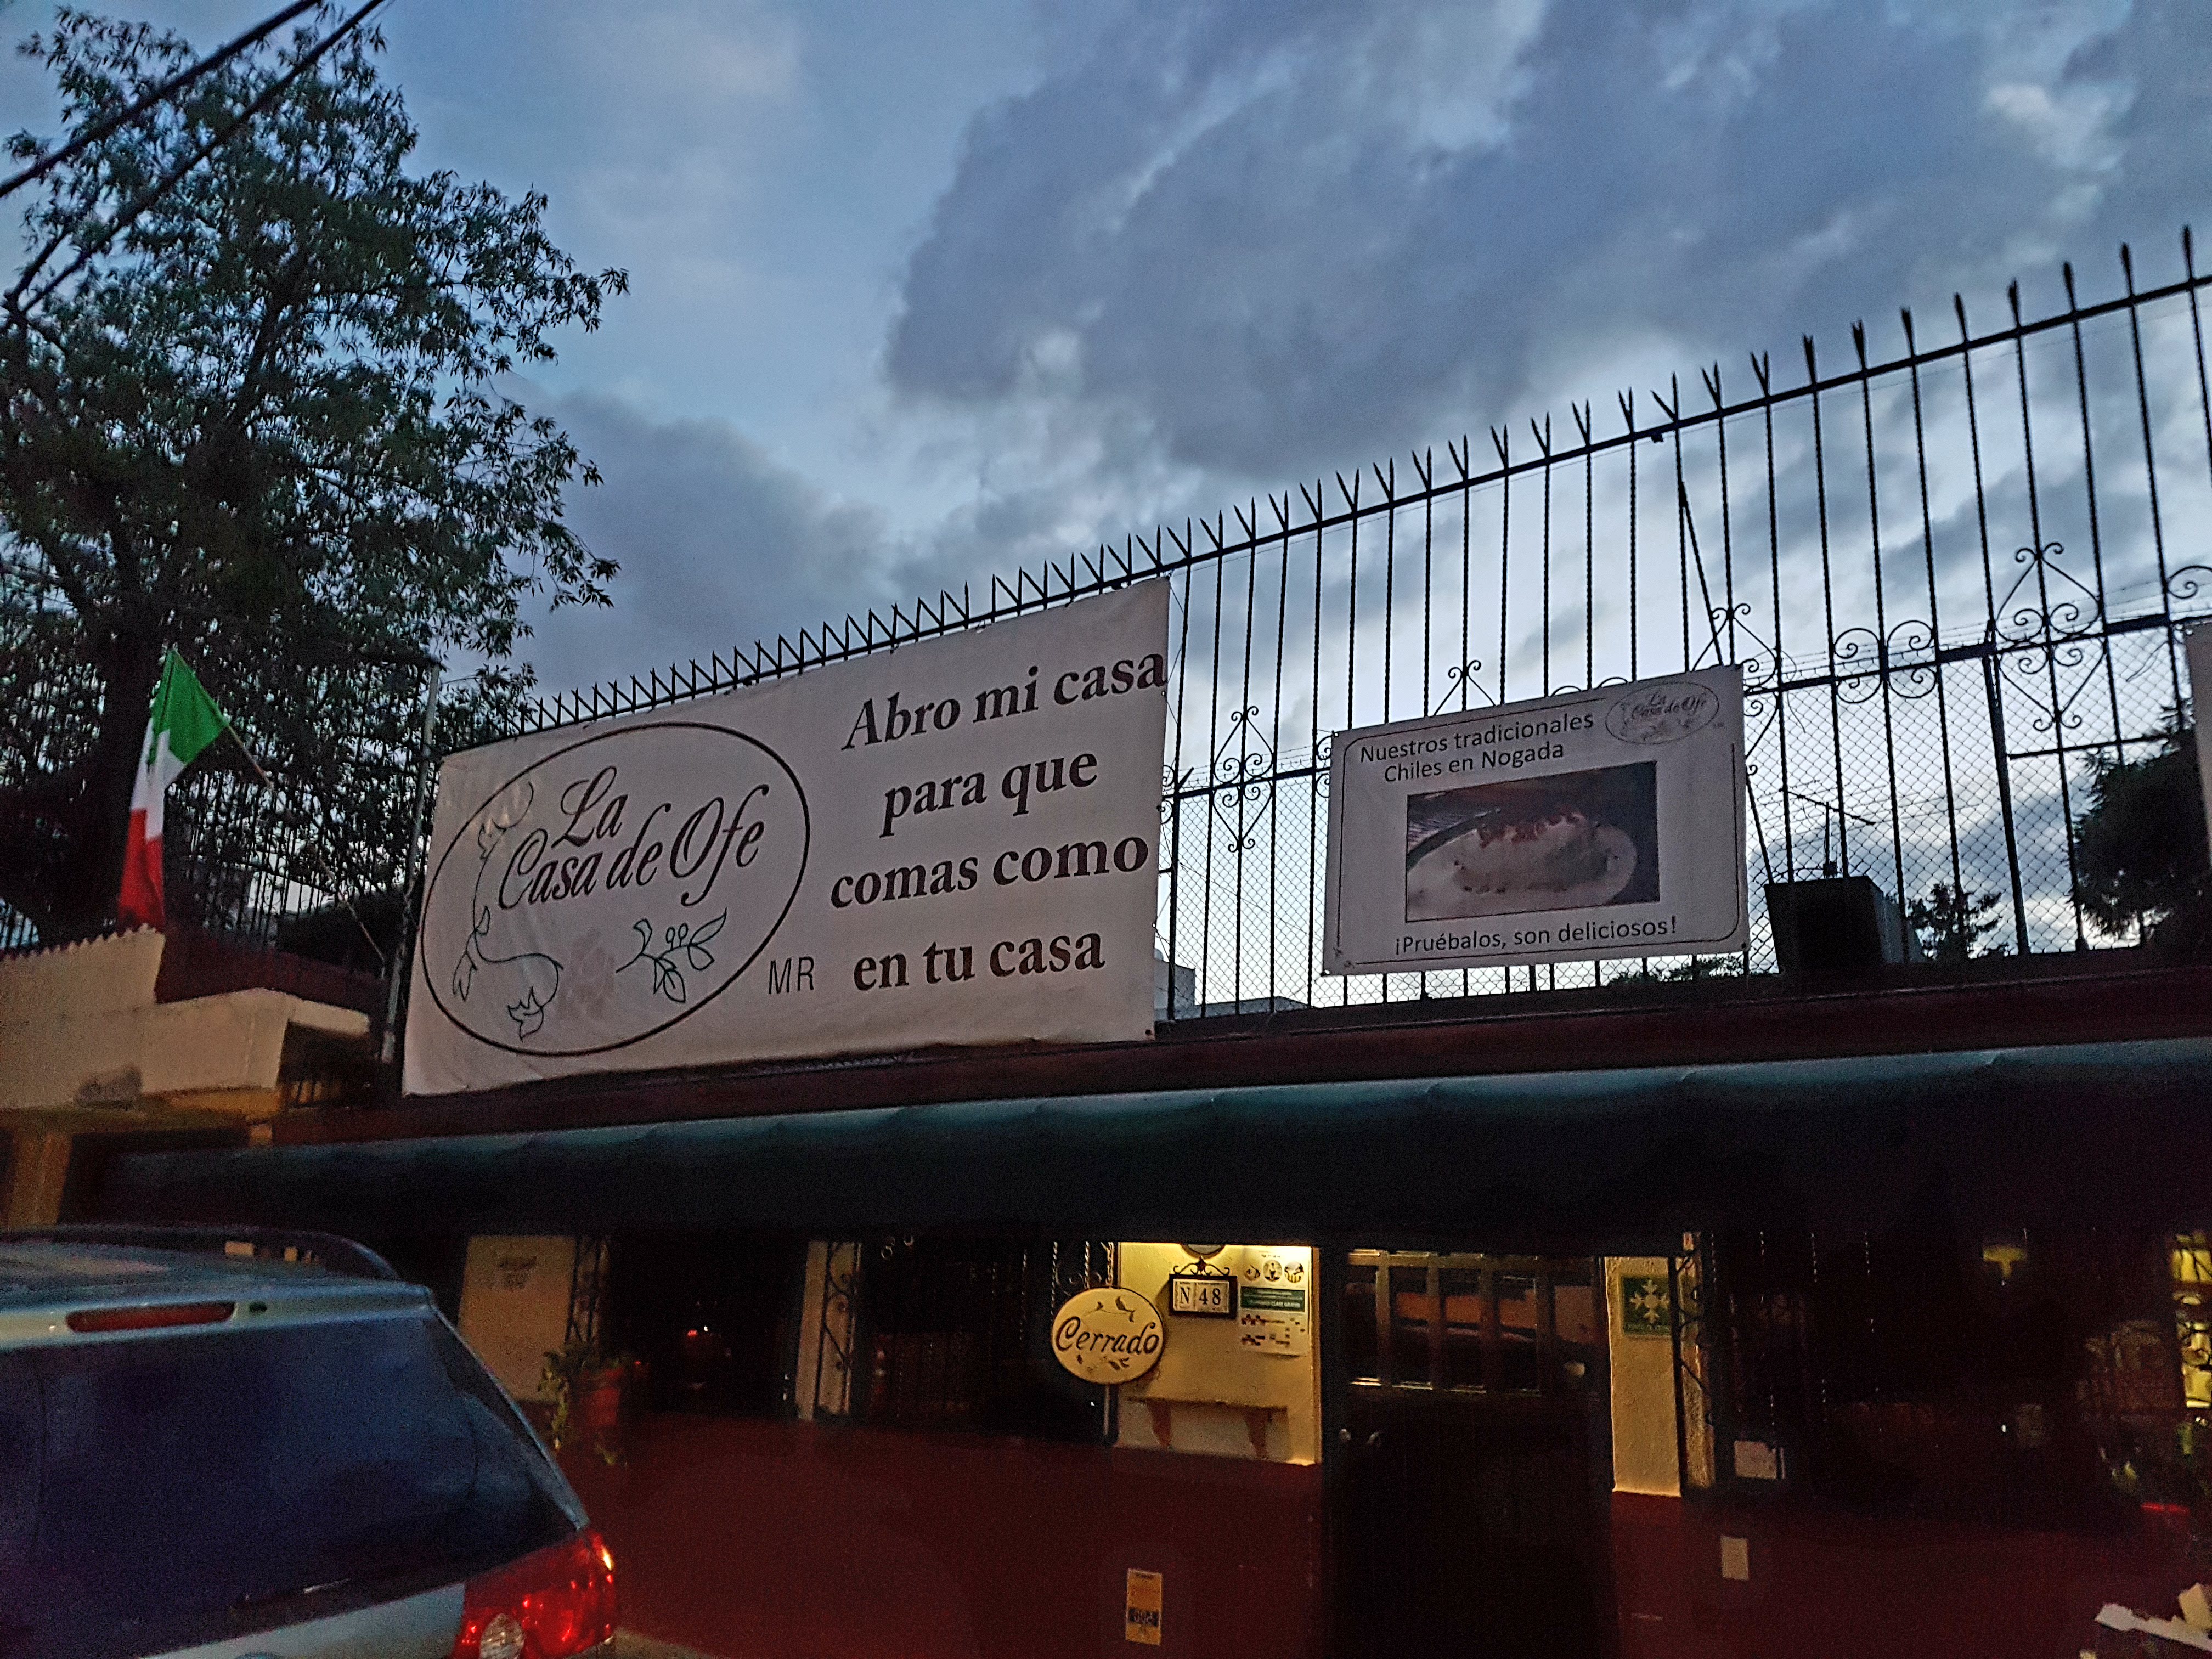 La
Casa de Ofe
MR
Abro mi casa
para que
comas como
en tu casa
Nuestros tradicionales
Chiles en Nogada
La
Casa de Ofe
¡Pruébalos, son deliciosos!
Cerrado
N 48